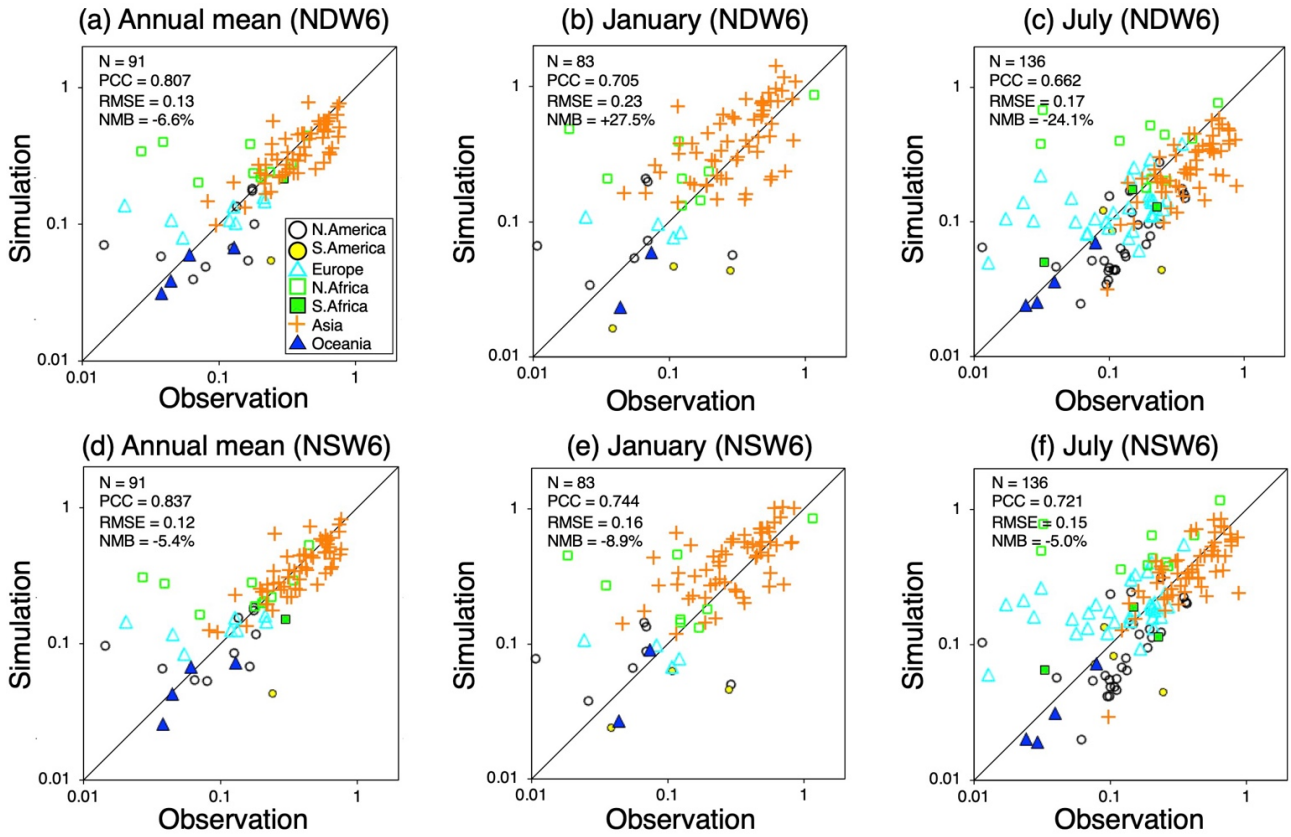 (a) Annual mean (NDW6)
N = 91
PCC = 0.807
RMSE = 0.13
NMB = -6.6%
1
0.1
0.01
0.01
0.1
1
Simulation
Observation
N.America
S.America
Europe
N.Africa
S.Africa
Asia
Oceania
(b) January (NDW6)
N = 83
PCC = 0.705
RMSE = 0.23
NMB = +27.5%
1
0.1
0.01
0.01
0.1
1
Simulation
Observation
(c) July (NDW6)
N = 136
PCC = 0.662
RMSE = 0.17
NMB = -24.1%
1
0.1
0.01
0.01
0.1
1
Simulation
Observation
(d) Annual mean (NSW6)
N = 91
PCC = 0.837
RMSE = 0.12
NMB = -5.4%
1
0.1
0.01
0.01
0.1
1
Simulation
Observation
(e) January (NSW6)
N = 83
PCC = 0.744
RMSE = 0.16
NMB = -8.9%
1
0.1
0.01
0.01
0.1
1
Simulation
Observation
(f) July (NSW6)
N = 136
PCC = 0.721
RMSE = 0.15
NMB = -5.0%
1
0.1
0.01
0.01
0.1
1
Simulation
Observation